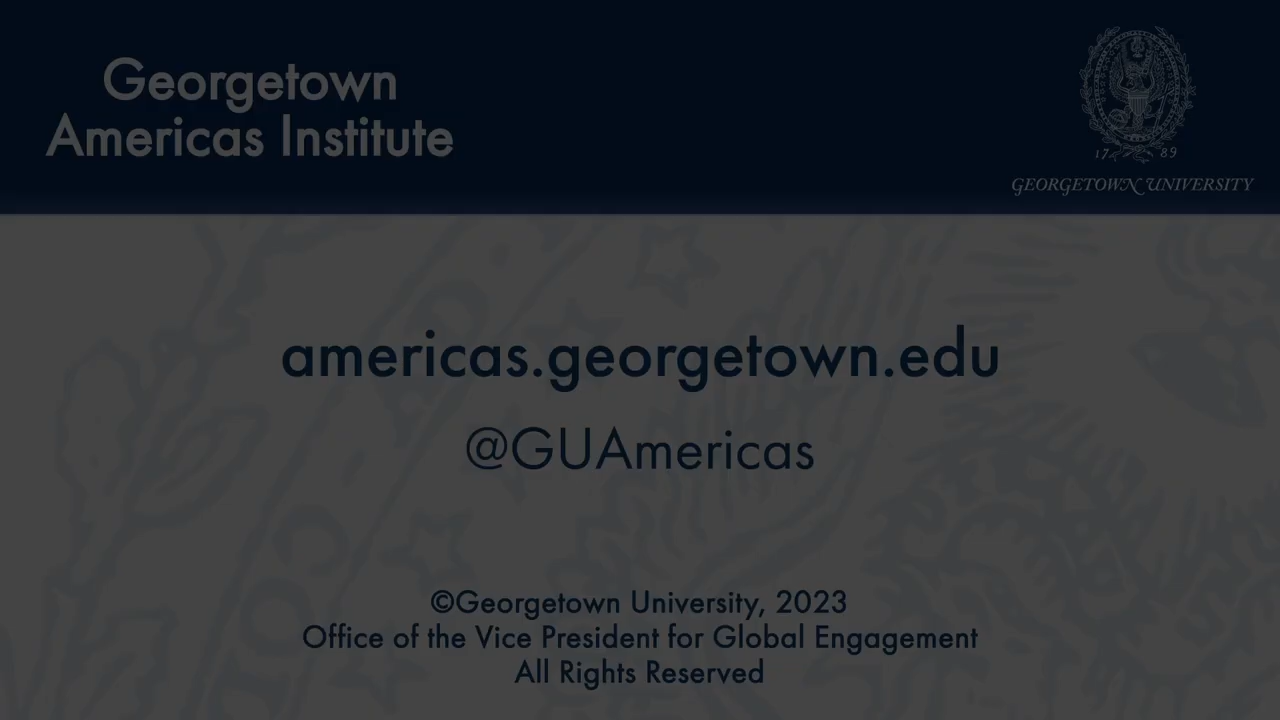 Georgetown
Americas Institute
17 89
GEORGETOWN UNIVERSITY
americas.georgetown.edu
@GUAmericas
©Georgetown University, 2023
Office of the Vice President for Global Engagement
All Rights Reserved